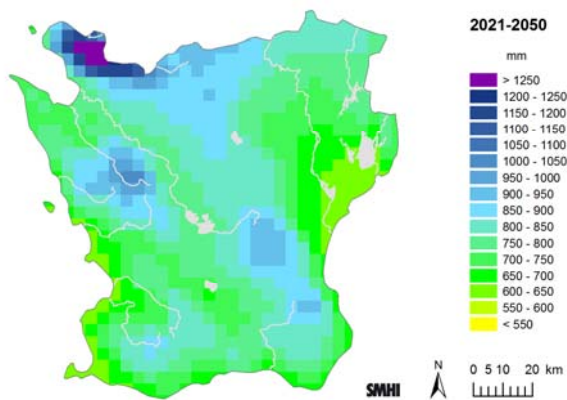 2021-2050
mm
> 1250
1200 - 1250
1150 - 1200
1100 - 1150
1050 - 1100
1000 - 1050
950 - 1000
900 - 950
850 - 900
800 - 850
750 - 800
700 - 750
650 - 700
600 - 650
550 - 600
< 550
SMHI
N
0 5 10 20 km